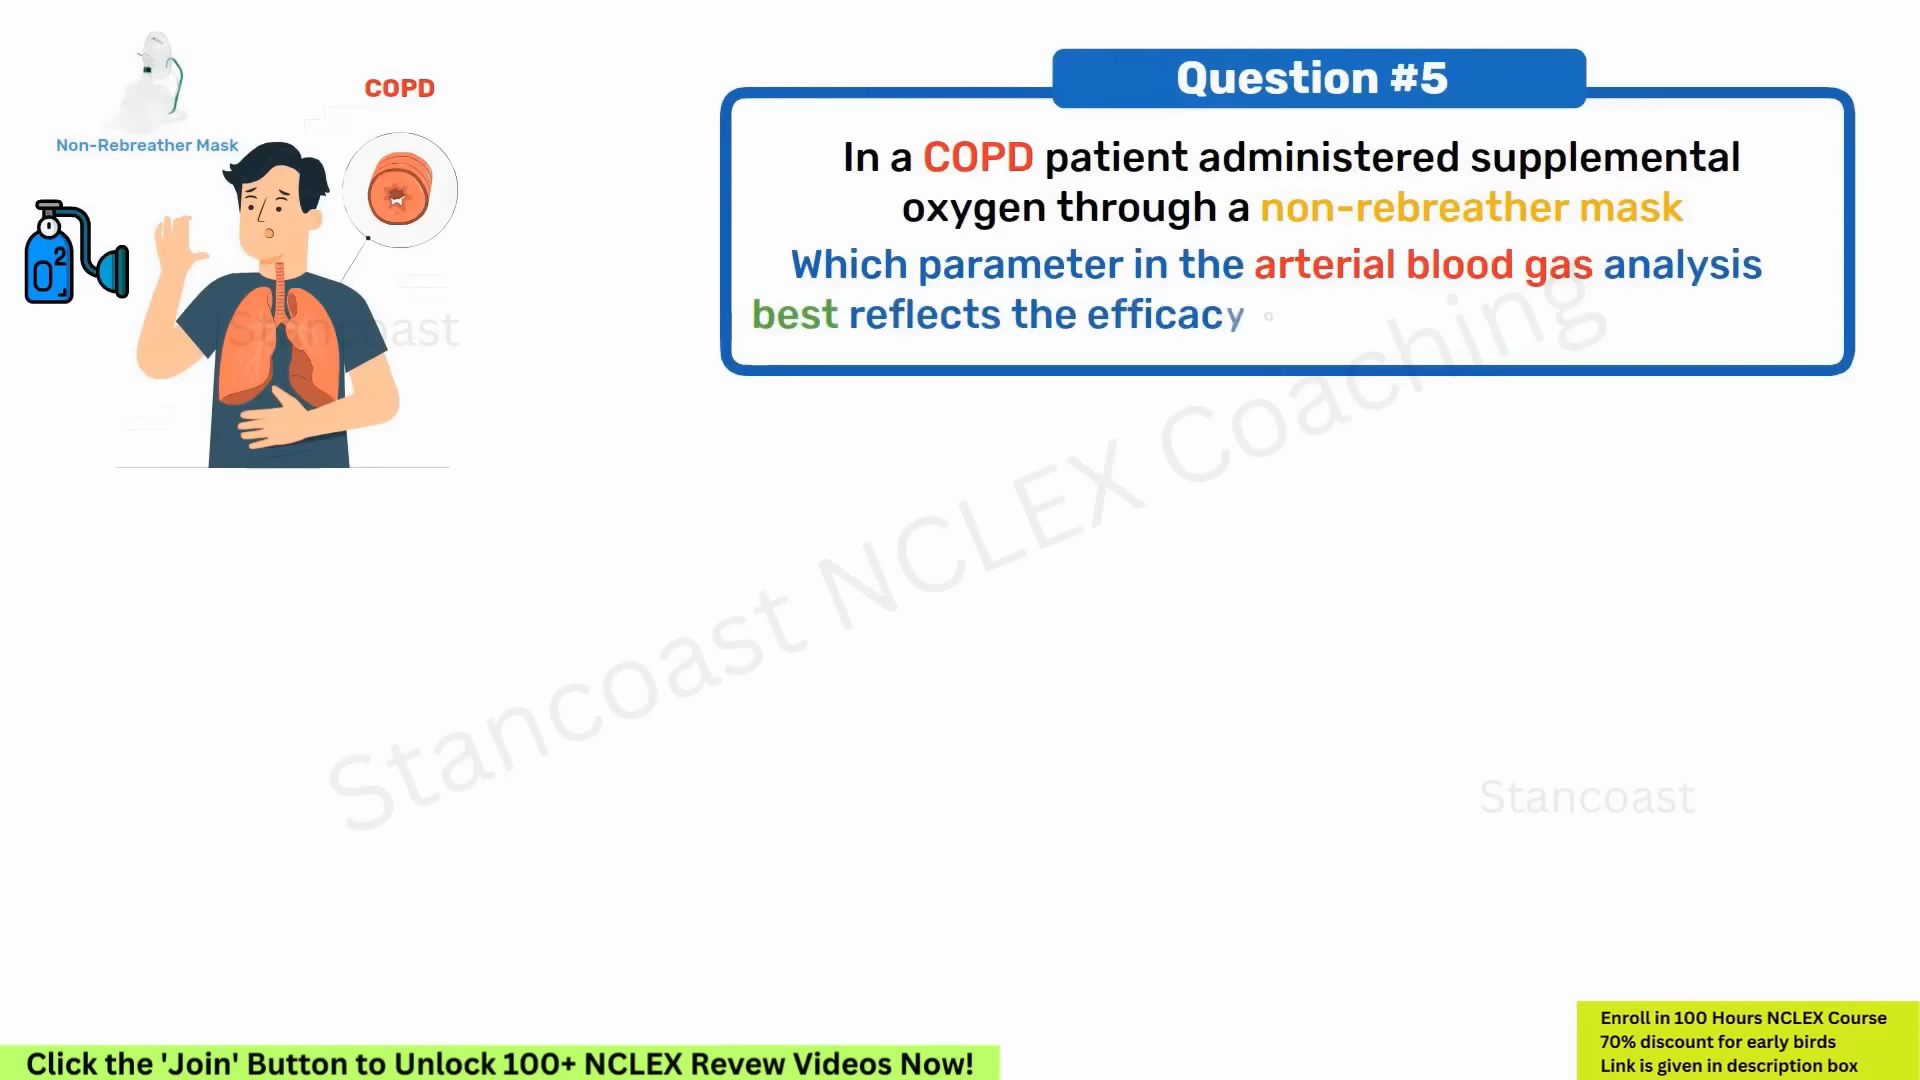 COPD
Non-Rebreather Mask
O2
Question #5
In a COPD patient administered supplemental
oxygen through a non-rebreather mask
Which parameter in the arterial blood gas analysis
best reflects the efficacy o
Stancoast
Stancoast NCLEX Coaching
Stancoast
Enroll in 100 Hours NCLEX Course
70% discount for early birds
Link is given in description box
Click the 'Join' Button to Unlock 100+ NCLEX Revew Videos Now!